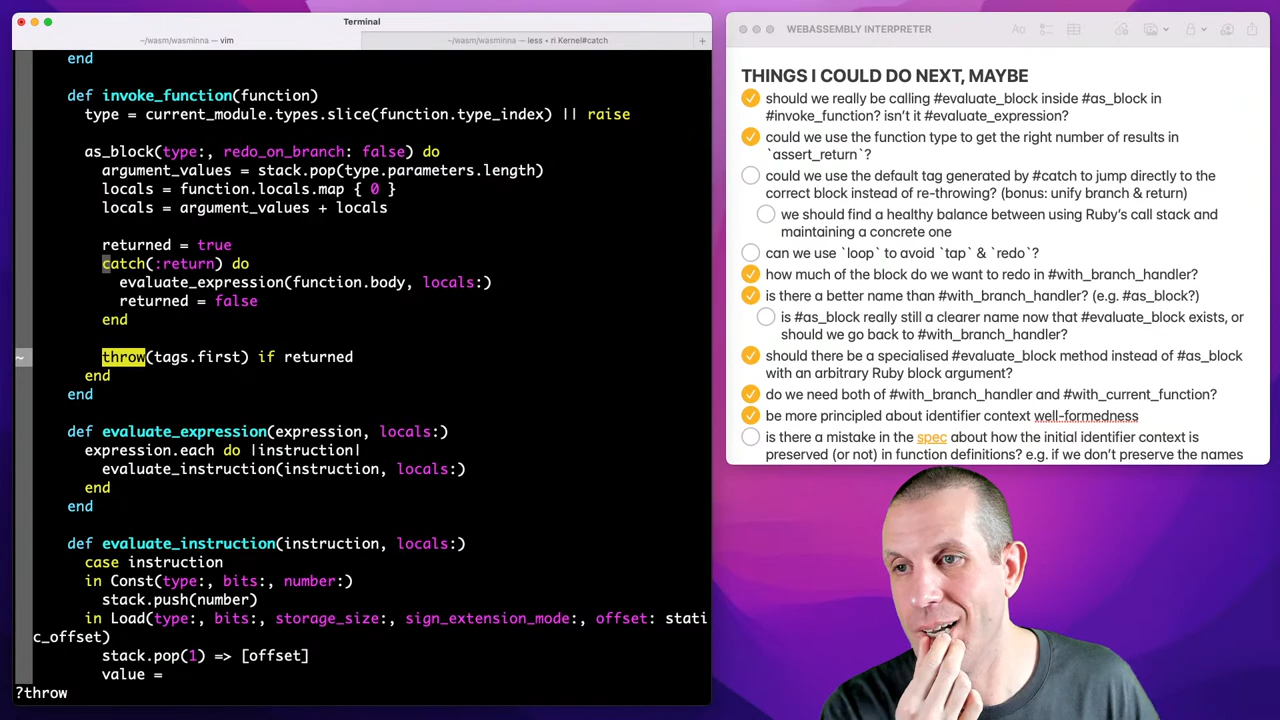 Terminal
~/wasm/wasminna — vim
~/wasm/wasminna — less • ri Kernel#catch
+
end
def invoke_function(function)
type = current_module.types.slice(function.type_index) || raise
as_block(type:, redo_on_branch: false) do
argument_values = stack.pop(type.parameters.length)
locals = function.locals.map { 0 }
locals = argument_values + locals
returned = true
catch(:return) do
evaluate_expression(function.body, locals:)
returned = false
end
~
throw(tags.first) if returned
end
end
def evaluate_expression(expression, locals:)
expression.each do |instruction|
evaluate_instruction(instruction, locals:)
end
end
def evaluate_instruction(instruction, locals:)
case instruction
in Const(type:, bits:, number:)
stack.push(number)
in Load(type:, bits:, storage_size:, sign_extension_mode:, offset: stati
c_offset)
stack.pop(1) => [offset]
value =
?throw
WEBASSEMBLY INTERPRETER
Aa
THINGS I COULD DO NEXT, MAYBE
should we really be calling #evaluate_block inside #as_block in
#invoke_function? isn’t it #evaluate_expression?
could we use the function type to get the right number of results in
`assert_return`?
could we use the default tag generated by #catch to jump directly to the
correct block instead of re-throwing? (bonus: unify branch & return)
we should find a healthy balance between using Ruby’s call stack and
maintaining a concrete one
can we use `loop` to avoid `tap` & `redo`?
how much of the block do we want to redo in #with_branch_handler?
is there a better name than #with_branch_handler? (e.g. #as_block?)
is #as_block really still a clearer name now that #evaluate_block exists, or
should we go back to #with_branch_handler?
should there be a specialised #evaluate_block method instead of #as_block
with an arbitrary Ruby block argument?
do we need both of #with_branch_handler and #with_current_function?
be more principled about identifier context well-formedness
is there a mistake in the spec about how the initial identifier context is
preserved (or not) in function definitions? e.g. if we don’t preserve the names